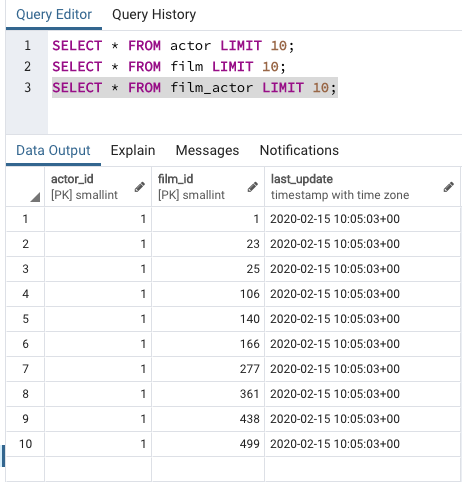 Query Editor Query History
1 SELECT * FROM actor LIMIT 10;
2 SELECT * FROM film LIMIT 10;
3 SELECT * FROM film_actor LIMIT 10;
Data Output Explain Messages Notifications
actor_id film_id last_update
[PK] smallint [PK] smallint timestamp with time zone
1 1 1 2020-02-15 10:05:03+00
2 1 23 2020-02-15 10:05:03+00
3 1 25 2020-02-15 10:05:03+00
4 1 106 2020-02-15 10:05:03+00
5 1 140 2020-02-15 10:05:03+00
6 1 166 2020-02-15 10:05:03+00
7 1 277 2020-02-15 10:05:03+00
8 1 361 2020-02-15 10:05:03+00
9 1 438 2020-02-15 10:05:03+00
10 1 499 2020-02-15 10:05:03+00